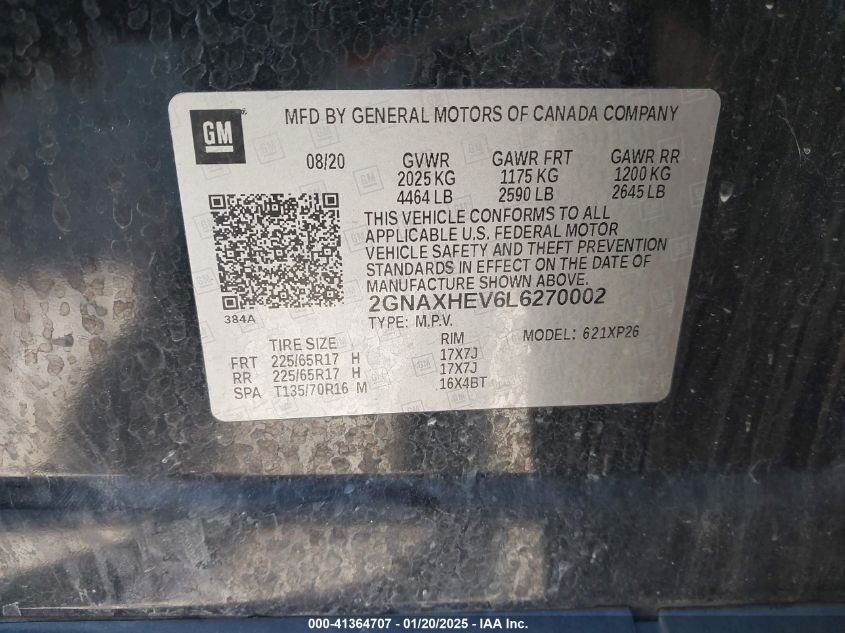 GM
MFD BY GENERAL MOTORS OF CANADA COMPANY
08/20 GVWR GAWR FRT GAWR RR
2025 KG 1175 KG 1200 KG
4464 LB 2590 LB 2645 LB
THIS VEHICLE CONFORMS TO ALL
APPLICABLE U.S. FEDERAL MOTOR
VEHICLE SAFETY AND THEFT PREVENTION
STANDARDS IN EFFECT ON THE DATE OF
MANUFACTURE SHOWN ABOVE.
384A 2GNAXHEV6L6270002
TYPE: M.P.V. MODEL: 621XP26
TIRE SIZE RIM
FRT 225/65R17 H 17X7J
RR 225/65R17 H 17X7J
SPA T135/70R16 M 16X4BT
000-41364707 - 01/20/2025 - IAA Inc.